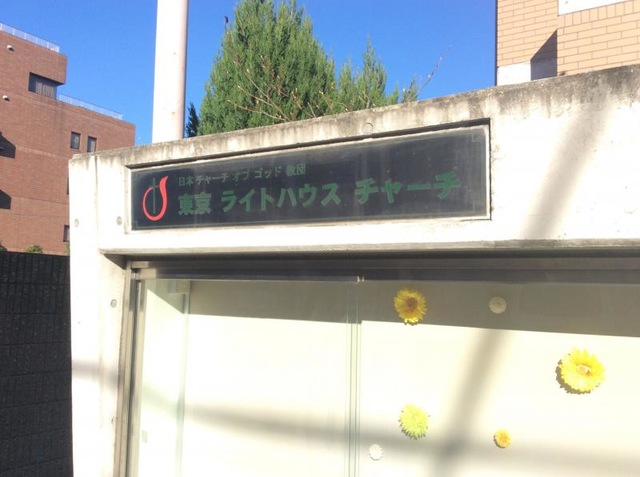 日本 チャーチ オブ ゴッド 教団
東京 ライトハウス チャーチ